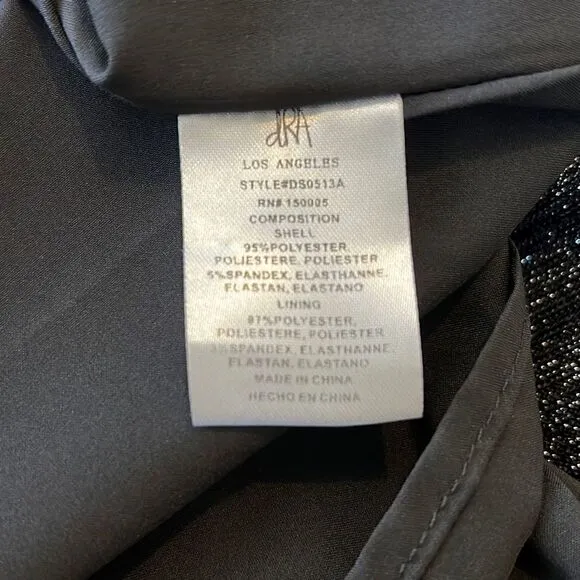 dRA
LOS ANGELES
STYLE#DS0513A
RN# 150005
COMPOSITION
SHELL
95%POLYESTER,
POLIESTERE, POLIESTER
5%SPANDEX, ELASTHANNE,
ELASTAN, ELASTANO
LINING
97%POLYESTER,
POLIESTERE, POLIESTER
3%SPANDEX, ELASTHANNE,
ELASTAN, ELASTANO
MADE IN CHINA
HECHO EN CHINA